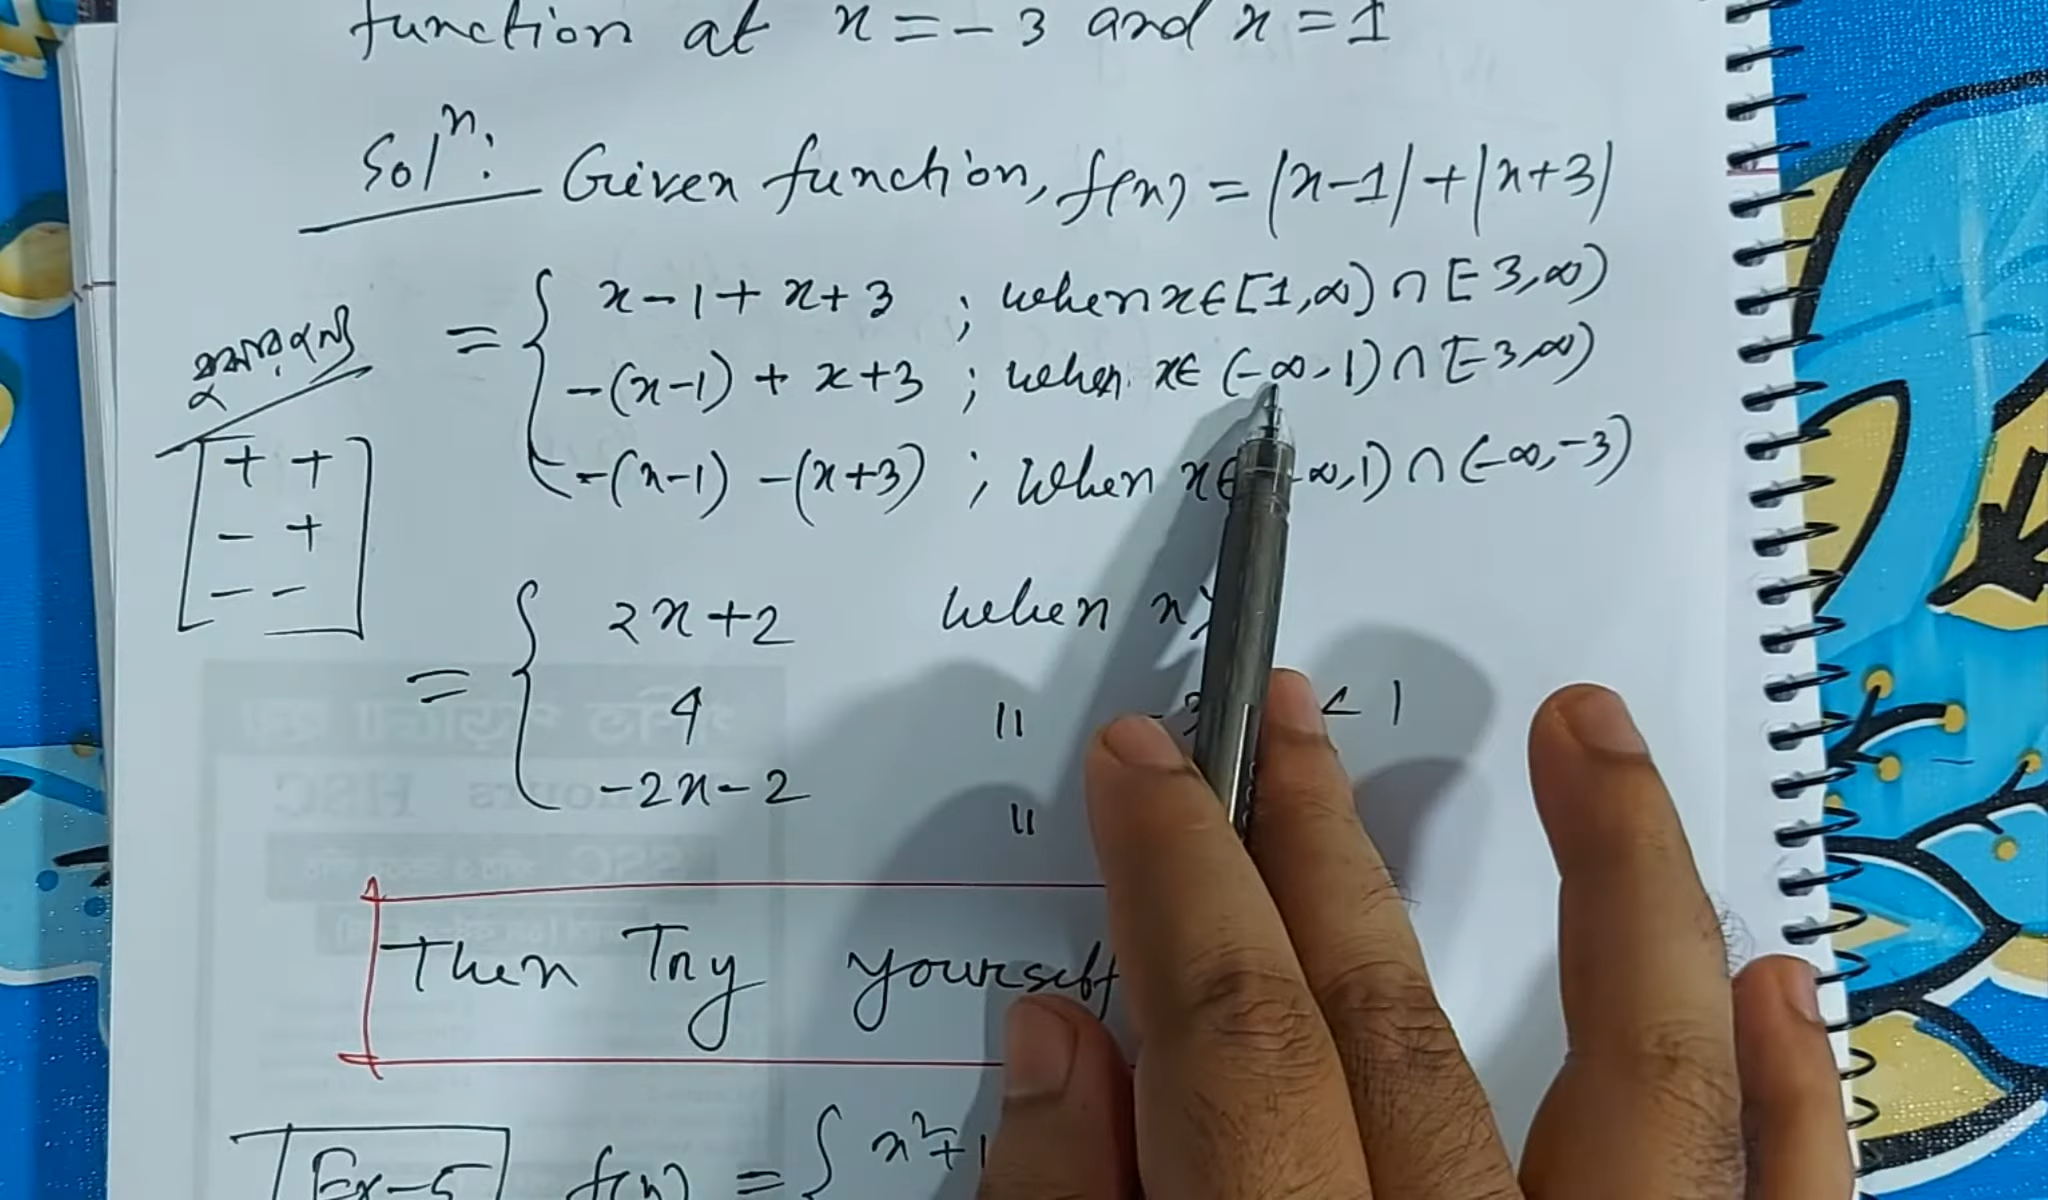 function at x = -3 and x = 1
Solⁿ: Given function, f(x) = |x-1| + |x+3|
= { x-1 + x+3 ; when x∈[1,∞) ∩ [-3,∞)
-(x-1) + x+3 ; when x∈ (-∞, 1) ∩ [-3,∞)
-(x-1) -(x+3) ; when x∈ -∞,1) ∩ (-∞,-3)
+ +
- +
- -
= { 2x+2 when x
4 " -3 < 1
-2x-2 "
Then Try yourself
Ex-5 f(x) = { x²+1